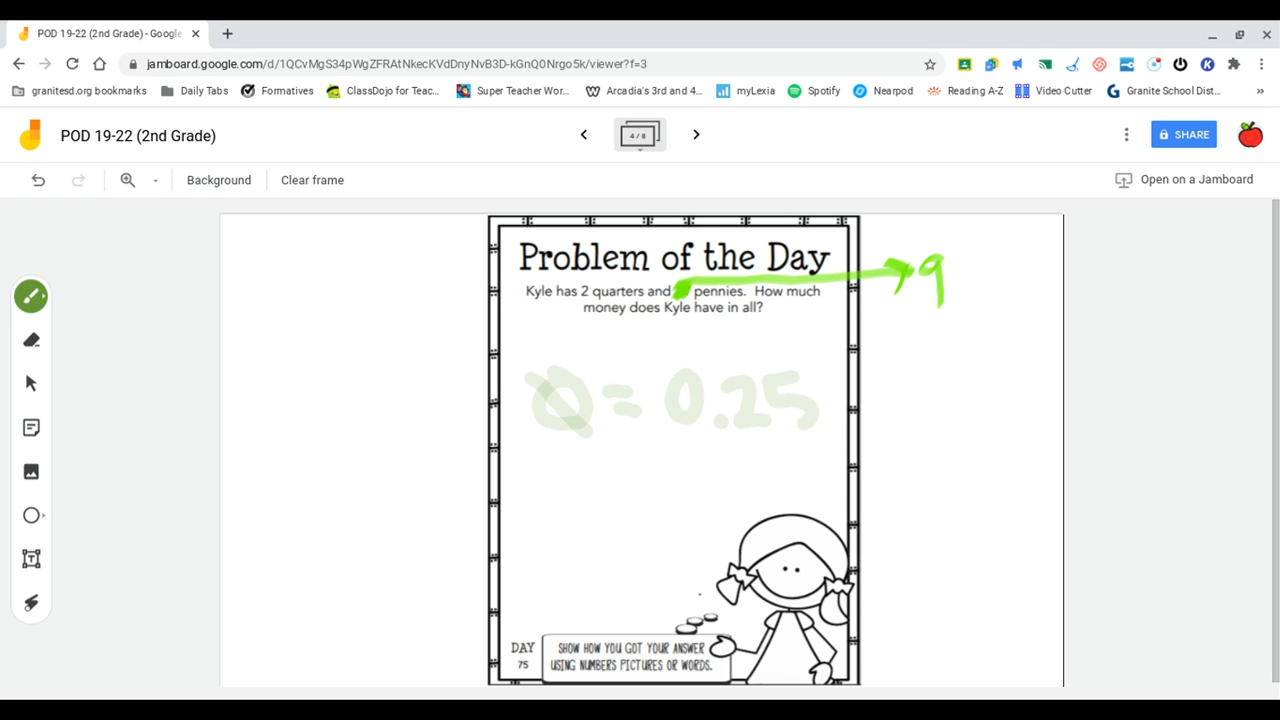 POD 19-22 (2nd Grade) - Google
jamboard.google.com/d/1QCvMgS34pWgZFRAtNkecKVdDnyNvB3D-kGnQ0Nrgo5k/viewer?f=3
granitesd.org bookmarks Daily Tabs Formatives ClassDojo for Teac... Super Teacher Wor... Arcadia's 3rd and 4... myLexia Spotify Nearpod Reading A-Z Video Cutter Granite School Dist... »
POD 19-22 (2nd Grade)
4 / 8
SHARE
Background
Clear frame
Open on a Jamboard
Problem of the Day
9
Kyle has 2 quarters and pennies. How much
money does Kyle have in all?
= 0.25
DAY
75
SHOW HOW YOU GOT YOUR ANSWER
USING NUMBERS PICTURES OR WORDS.